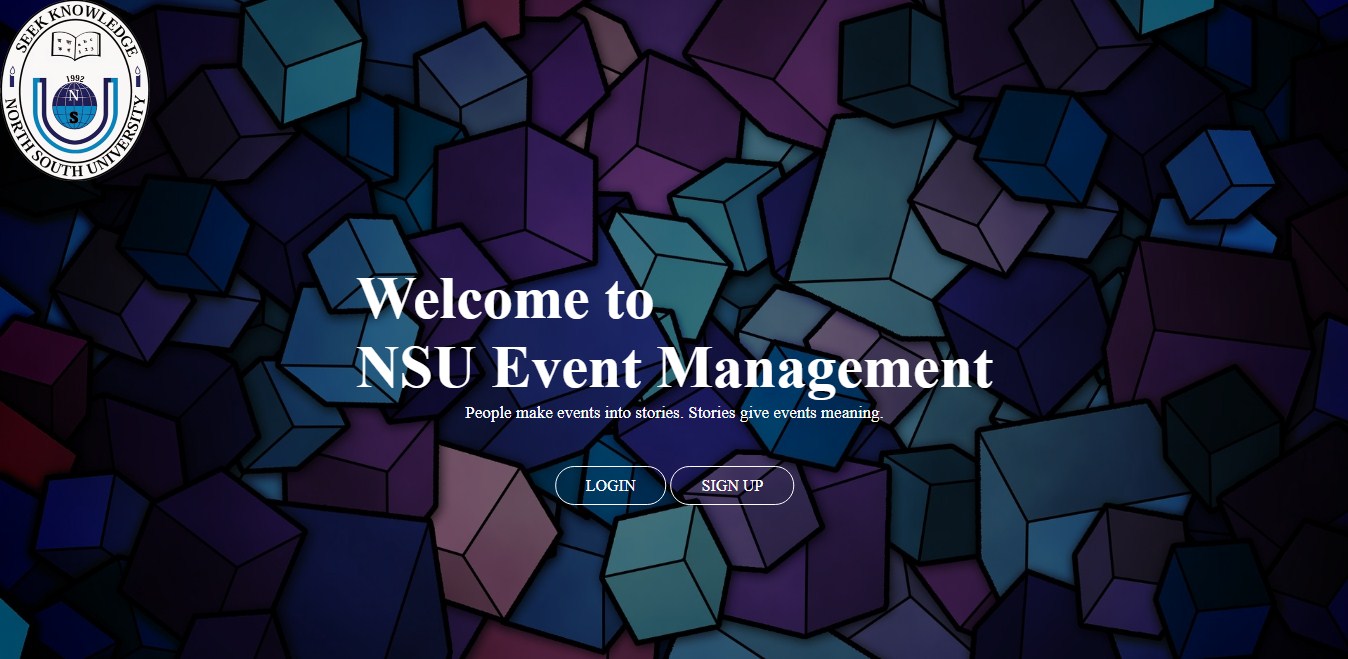 SEEK KNOWLEDGE
1992
N
S
NORTH SOUTH UNIVERSITY
Welcome to
NSU Event Management
People make events into stories. Stories give events meaning.
LOGIN
SIGN UP